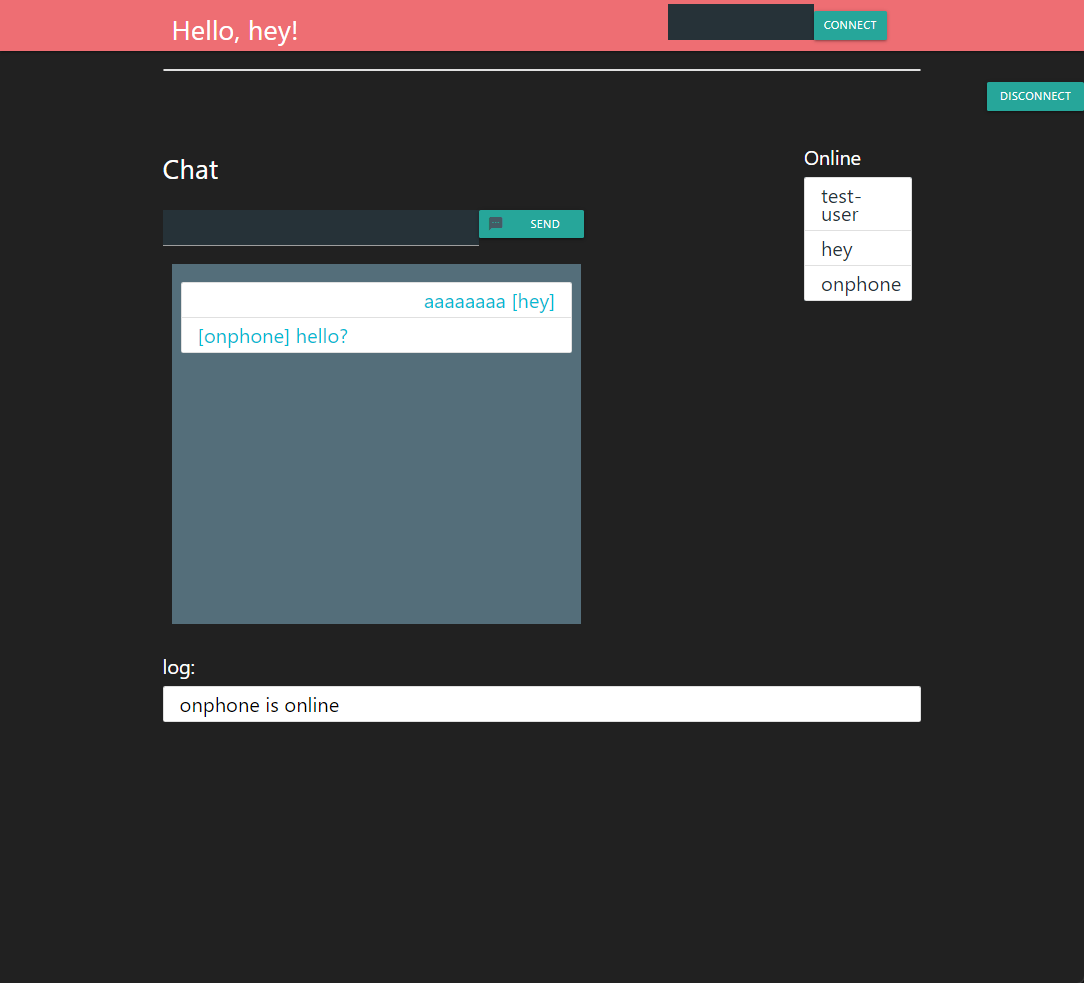 Hello, hey!
CONNECT
DISCONNECT
Chat
SEND
aaaaaaaa [hey]
[onphone] hello?
Online
test-
user
hey
onphone
log:
onphone is online